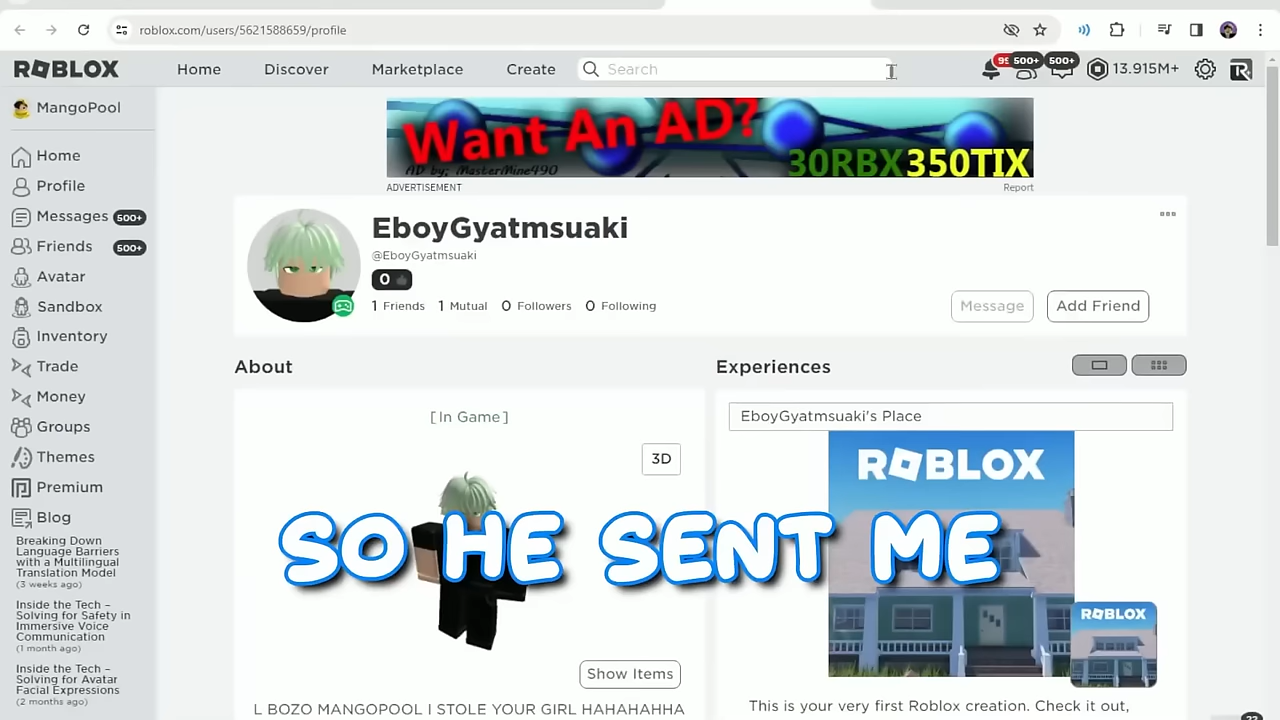 roblox.com/users/5621588659/profile
ROBLOX
Home
Discover
Marketplace
Create
Search
500+
500+
13.915M+
MangoPool
Home
Profile
Messages 500+
Friends 500+
Avatar
Sandbox
Inventory
Trade
Money
Groups
Themes
Premium
Blog
Breaking Down
Language Barriers
with a Multilingual
Translation Model
(3 weeks ago)
Inside the Tech –
Solving for Safety in
Immersive Voice
Communication
(1 month ago)
Inside the Tech –
Solving for Avatar
Facial Expressions
(2 months ago)
Want An AD?
30RBX 350TIX
AD by; MasterMine490
ADVERTISEMENT
Report
EboyGyatmsuaki
@EboyGyatmsuaki
0
1 Friends 1 Mutual 0 Followers 0 Following
Message
Add Friend
About
[ In Game ]
3D
Show Items
L BOZO MANGOPOOL I STOLE YOUR GIRL HAHAHAHHA
Experiences
EboyGyatmsuaki's Place
ROBLOX
ROBLOX
This is your very first Roblox creation. Check it out,
SO HE SENT ME